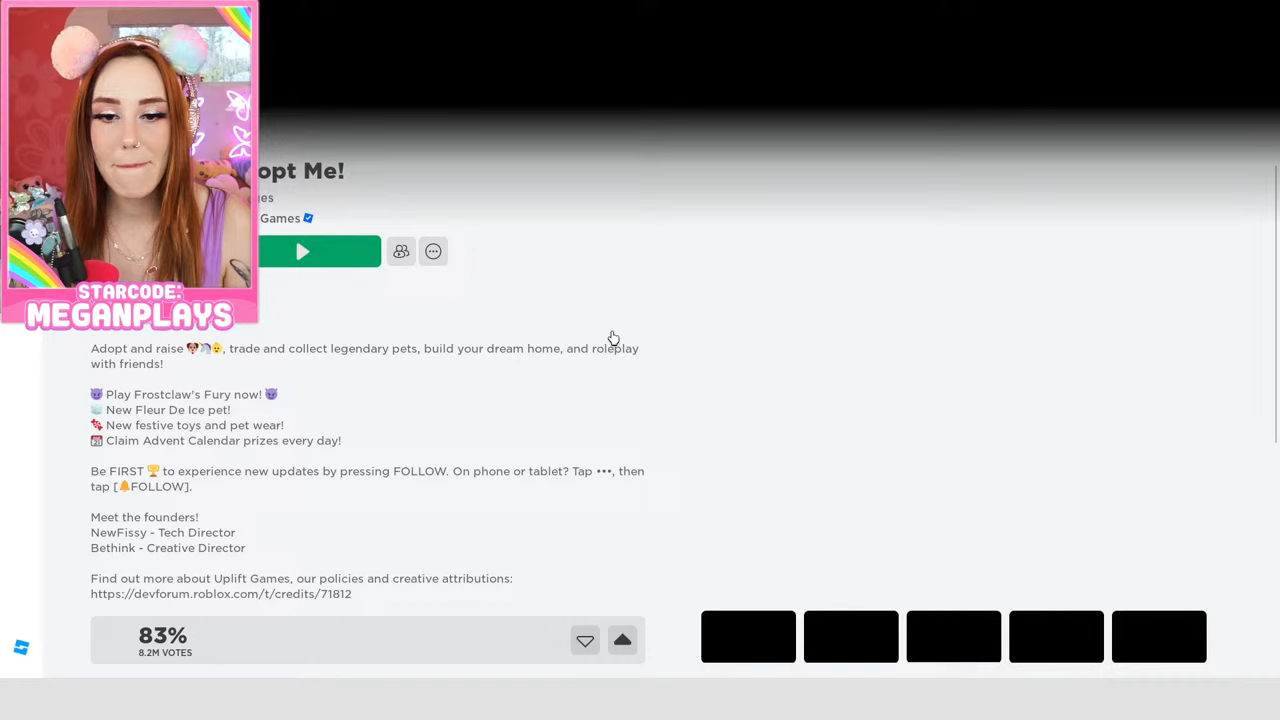 opt Me!
ges
Games
STARCODE:
MEGANPLAYS
Adopt and raise 🐶🦄👶, trade and collect legendary pets, build your dream home, and roleplay
with friends!
😈 Play Frostclaw's Fury now! 😈
🧊 New Fleur De Ice pet!
🍬 New festive toys and pet wear!
📅 Claim Advent Calendar prizes every day!
Be FIRST 🏆 to experience new updates by pressing FOLLOW. On phone or tablet? Tap •••, then
tap [🔔FOLLOW].
Meet the founders!
NewFissy - Tech Director
Bethink - Creative Director
Find out more about Uplift Games, our policies and creative attributions:
https://devforum.roblox.com/t/credits/71812
83%
8.2M VOTES